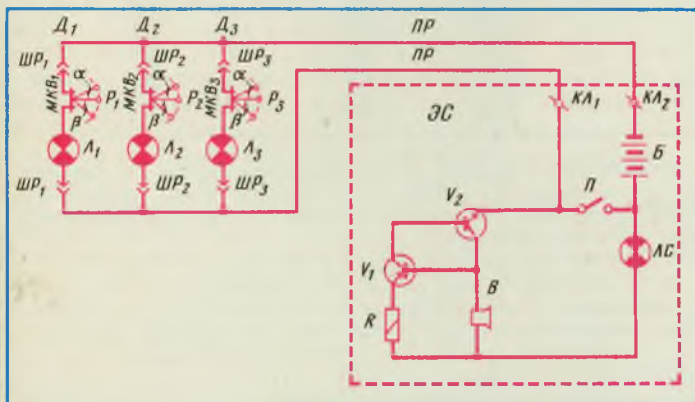 Д₁ Д₂ Д₃ ПР
ШР₁ ШР₂ ШР₃ ПР
МКВ₁ α β Р₁ МКВ₂ α β Р₂ МКВ₃ α β Р₃
КЛ₁ КЛ₂
ЭС
Л₁ Л₂ Л₃
Б
ШР₁ ШР₂ ШР₃
V₂ П
V₁ ЛС
R В